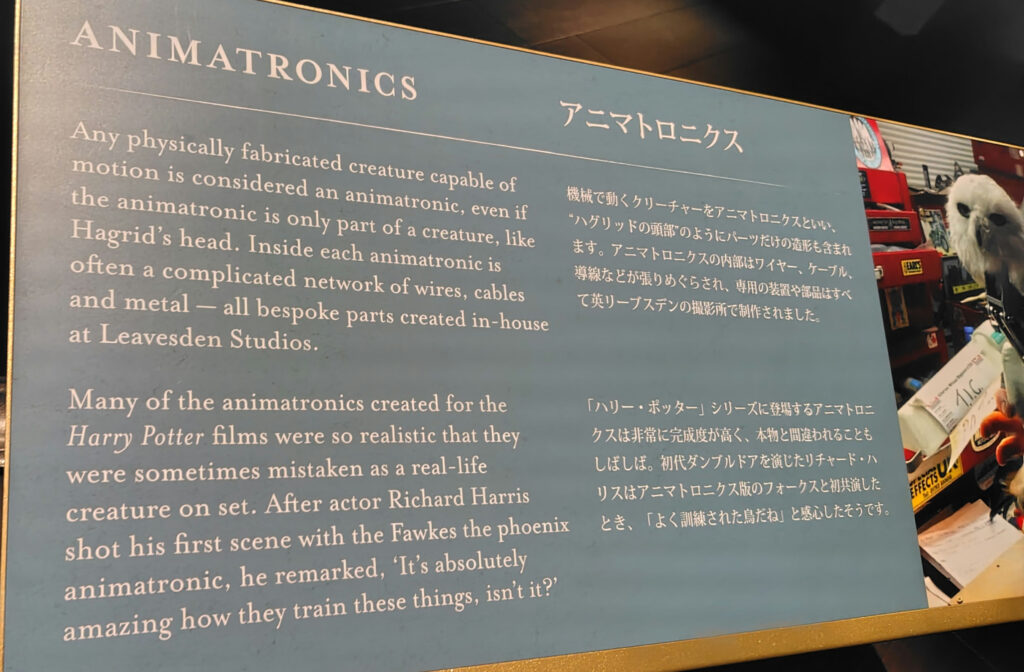 ANIMATRONICS
Any physically fabricated creature capable of
motion is considered an animatronic, even if
the animatronic is only part of a creature, like
Hagrid's head. Inside each animatronic is
often a complicated network of wires, cables
and metal — all bespoke parts created in-house
at Leavesden Studios.
Many of the animatronics created for the
Harry Potter films were so realistic that they
were sometimes mistaken as a real-life
creature on set. After actor Richard Harris
shot his first scene with the Fawkes the phoenix
animatronic, he remarked, ‘It's absolutely
amazing how they train these things, isn't it?’
アニマトロニクス
機械で動くクリーチャーをアニマトロニクスといい、
“ハグリッドの頭部”のようにパーツだけの造形も含まれ
ます。アニマトロニクスの内部はワイヤー、ケーブル、
導線などが張りめぐらされ、専用の装置や部品はすべ
て英リーブスデンの撮影所で制作されました。
「ハリー・ポッター」シリーズに登場するアニマトロニ
クスは非常に完成度が高く、本物と間違われることも
しばしば。初代ダンブルドアを演じたリチャード・ハ
リスはアニマトロニクス版のフォークスと初共演した
とき、「よく訓練された鳥だね」と感心したそうです。
EFFECTS